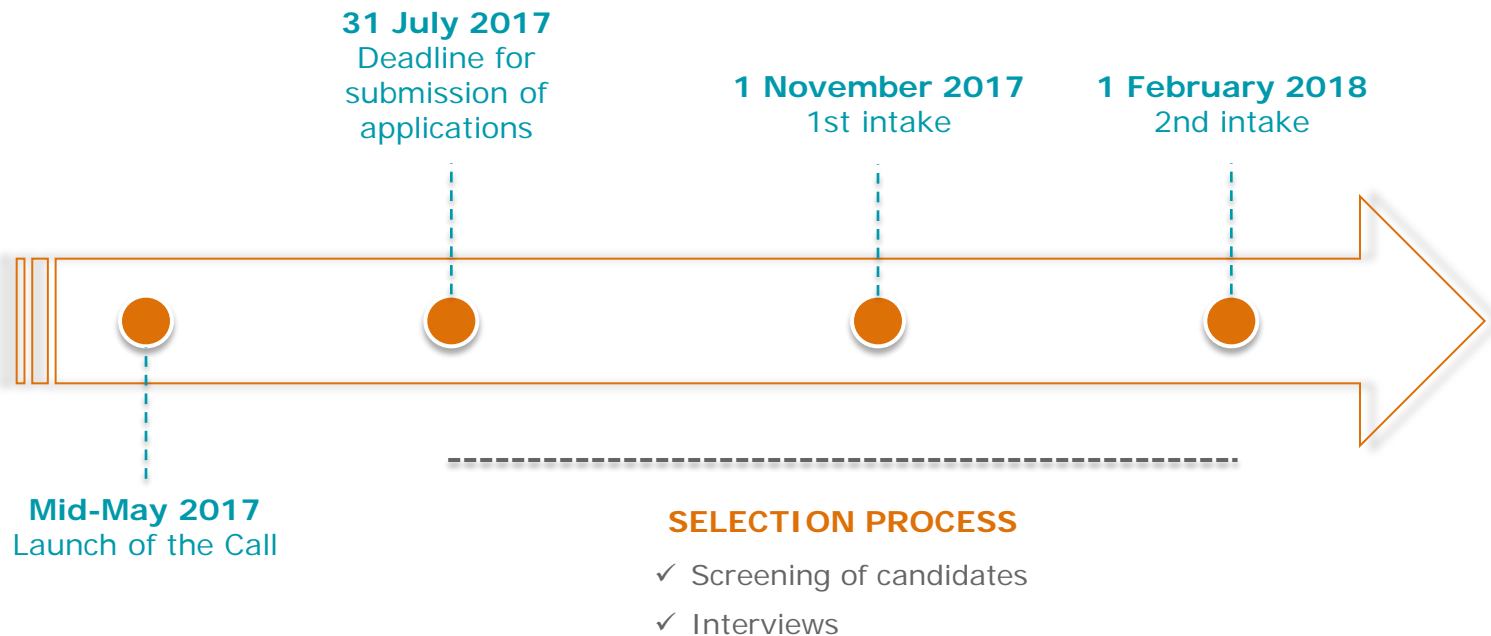 31 July 2017
Deadline for
submission of
applications
1 November 2017
1st intake
1 February 2018
2nd intake
Mid-May 2017
Launch of the Call
SELECTION PROCESS
✓ Screening of candidates
✓ Interviews